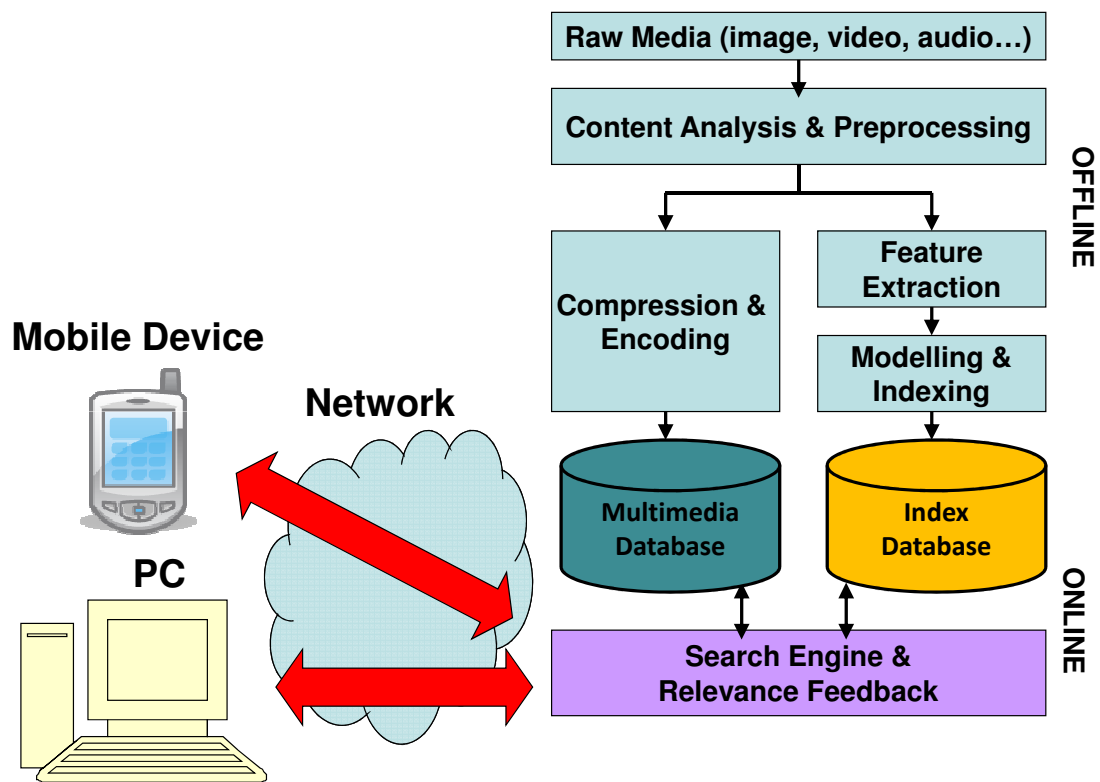 Raw Media (image, video, audio…)
Content Analysis & Preprocessing
OFFLINE
Feature
Extraction
Compression &
Encoding
Modelling &
Indexing
Mobile Device
Network
Multimedia
Database
Index
Database
PC
ONLINE
Search Engine &
Relevance Feedback